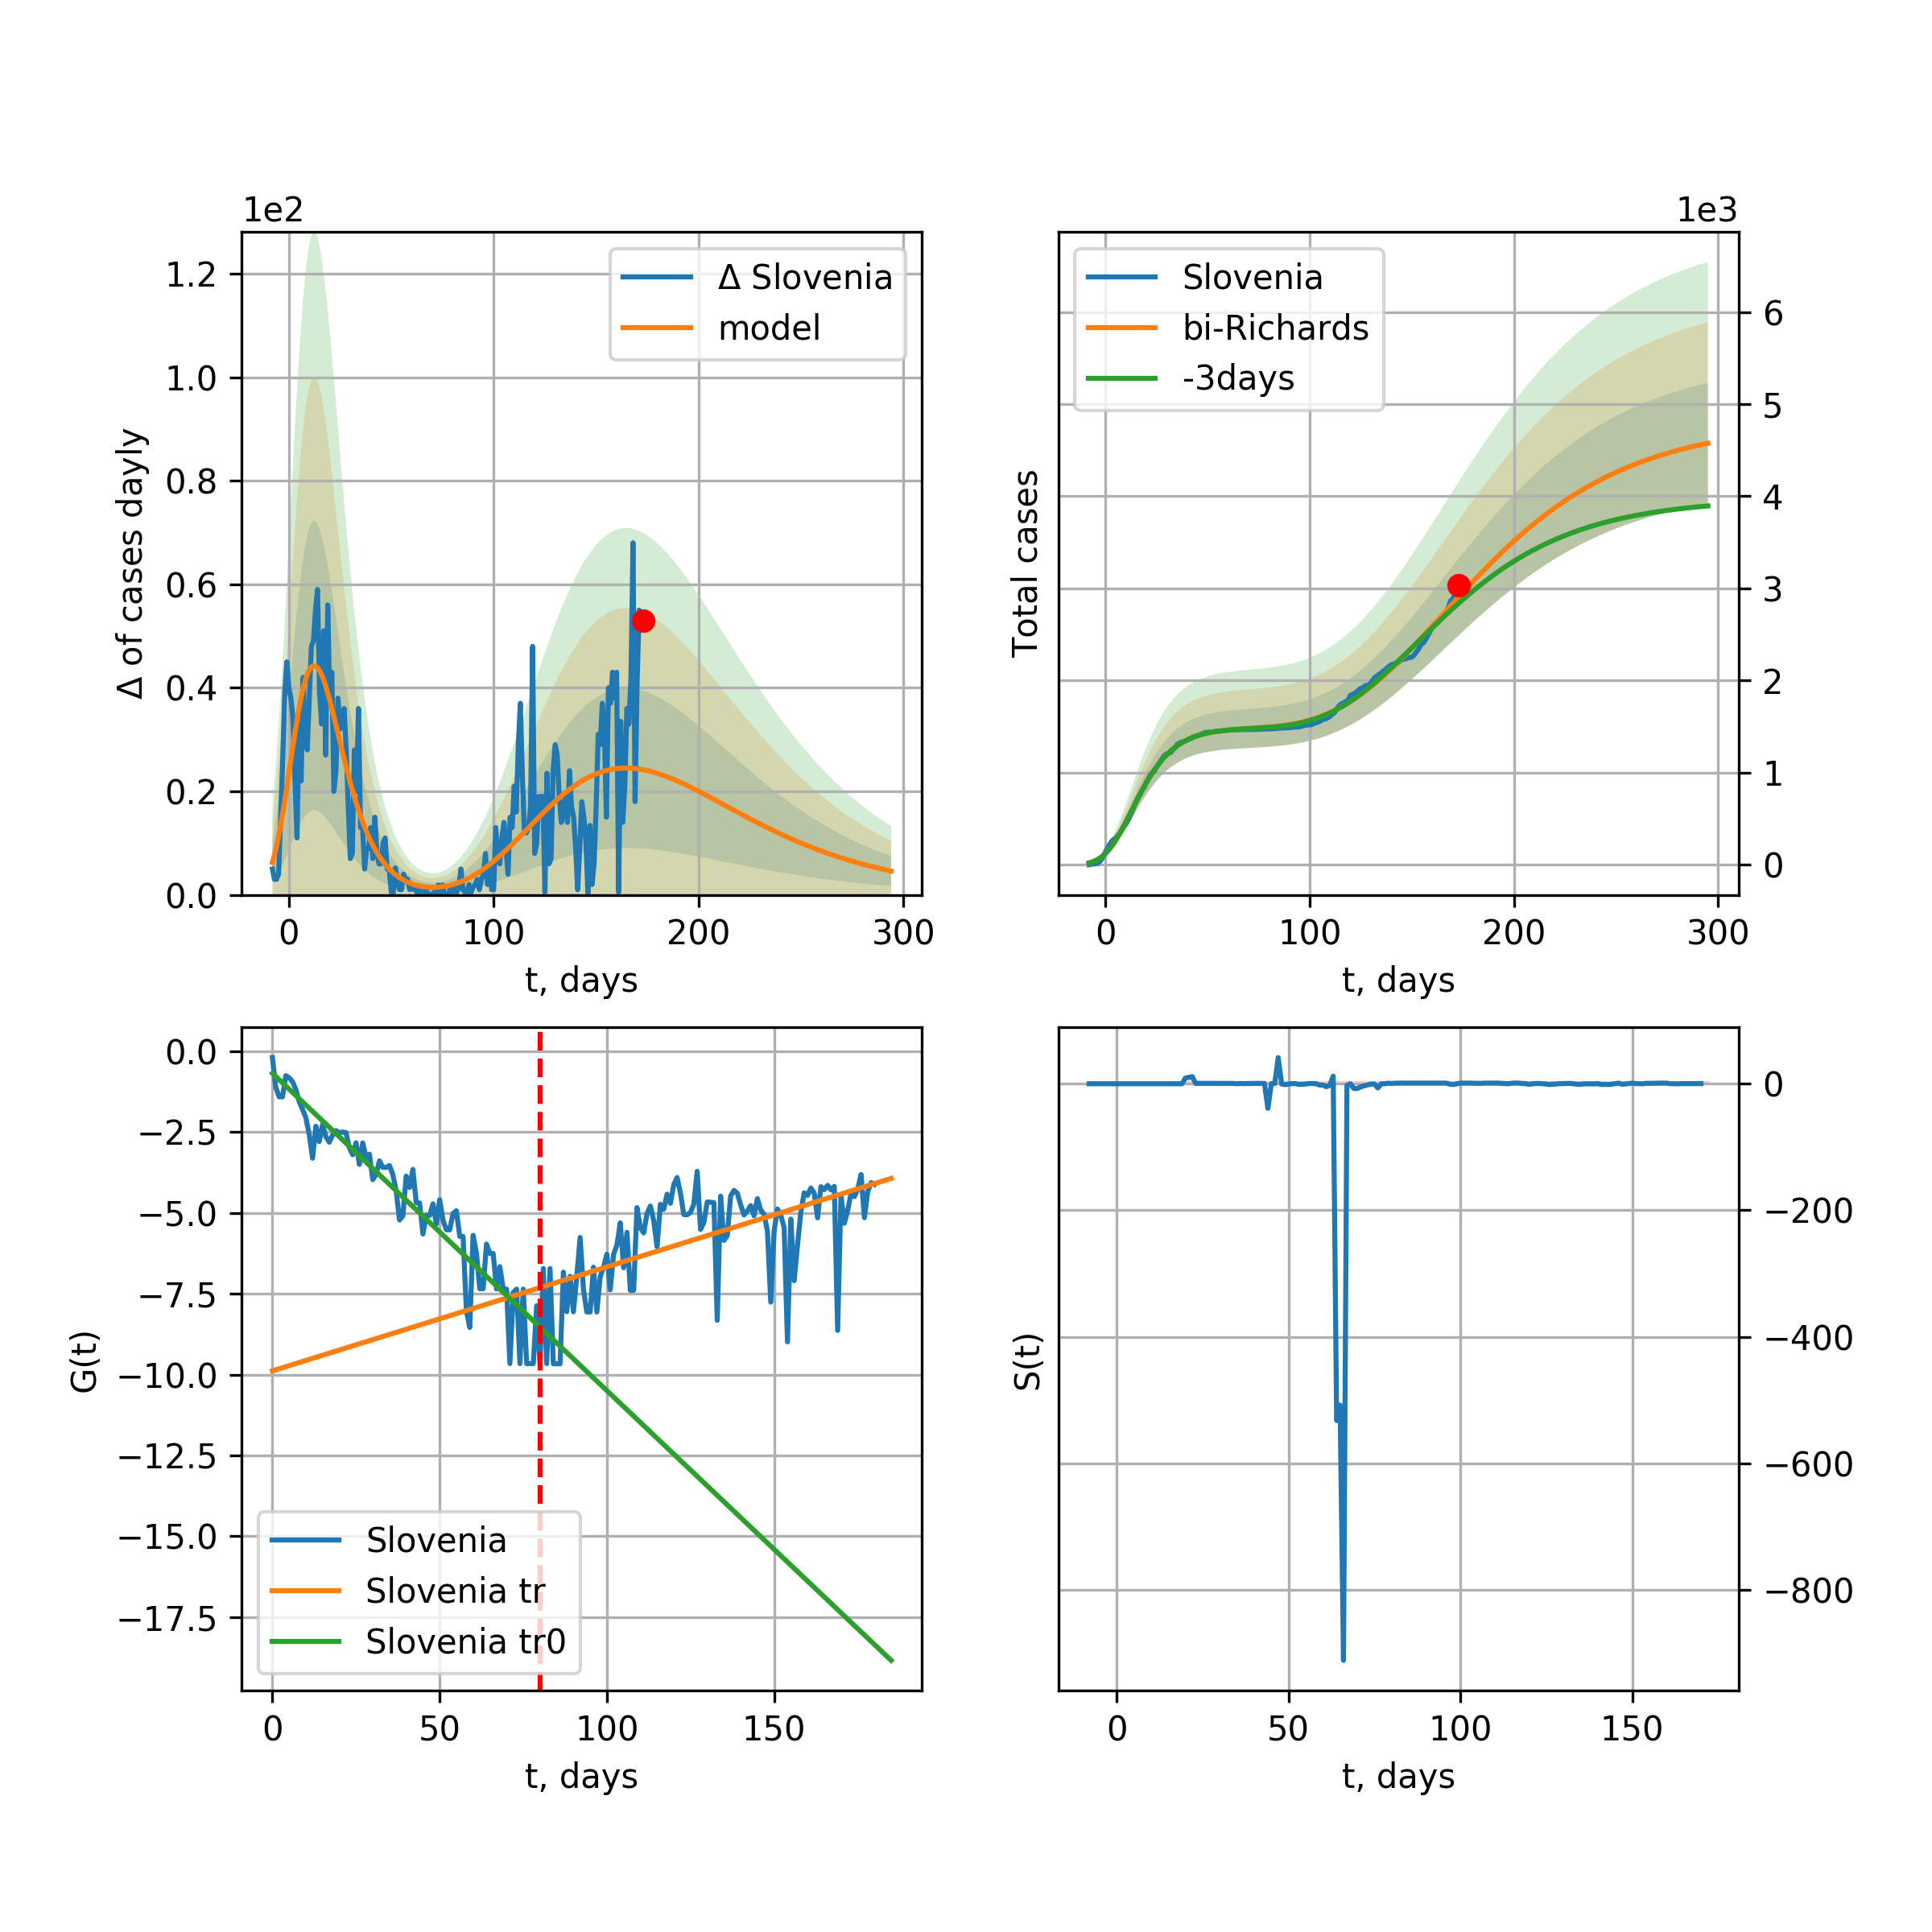 1e2
Δ of cases dayly
1.2
1.0
0.8
0.6
0.4
0.2
0.0
Δ Slovenia
model
0 100 200 300
t, days
1e3
Total cases
Slovenia
bi-Richards
-3days
6
5
4
3
2
1
0
0 100 200 300
t, days
G(t)
0.0
−2.5
−5.0
−7.5
−10.0
−12.5
−15.0
−17.5
Slovenia
Slovenia tr
Slovenia tr0
0 50 100 150
t, days
S(t)
0
−200
−400
−600
−800
0 50 100 150
t, days